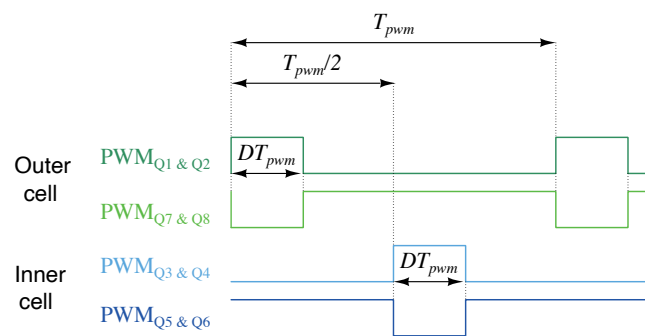 T_pwm
T_pwm/2
Outer cell
PWM_Q1 & Q2
DT_pwm
PWM_Q7 & Q8
Inner cell
PWM_Q3 & Q4
DT_pwm
PWM_Q5 & Q6